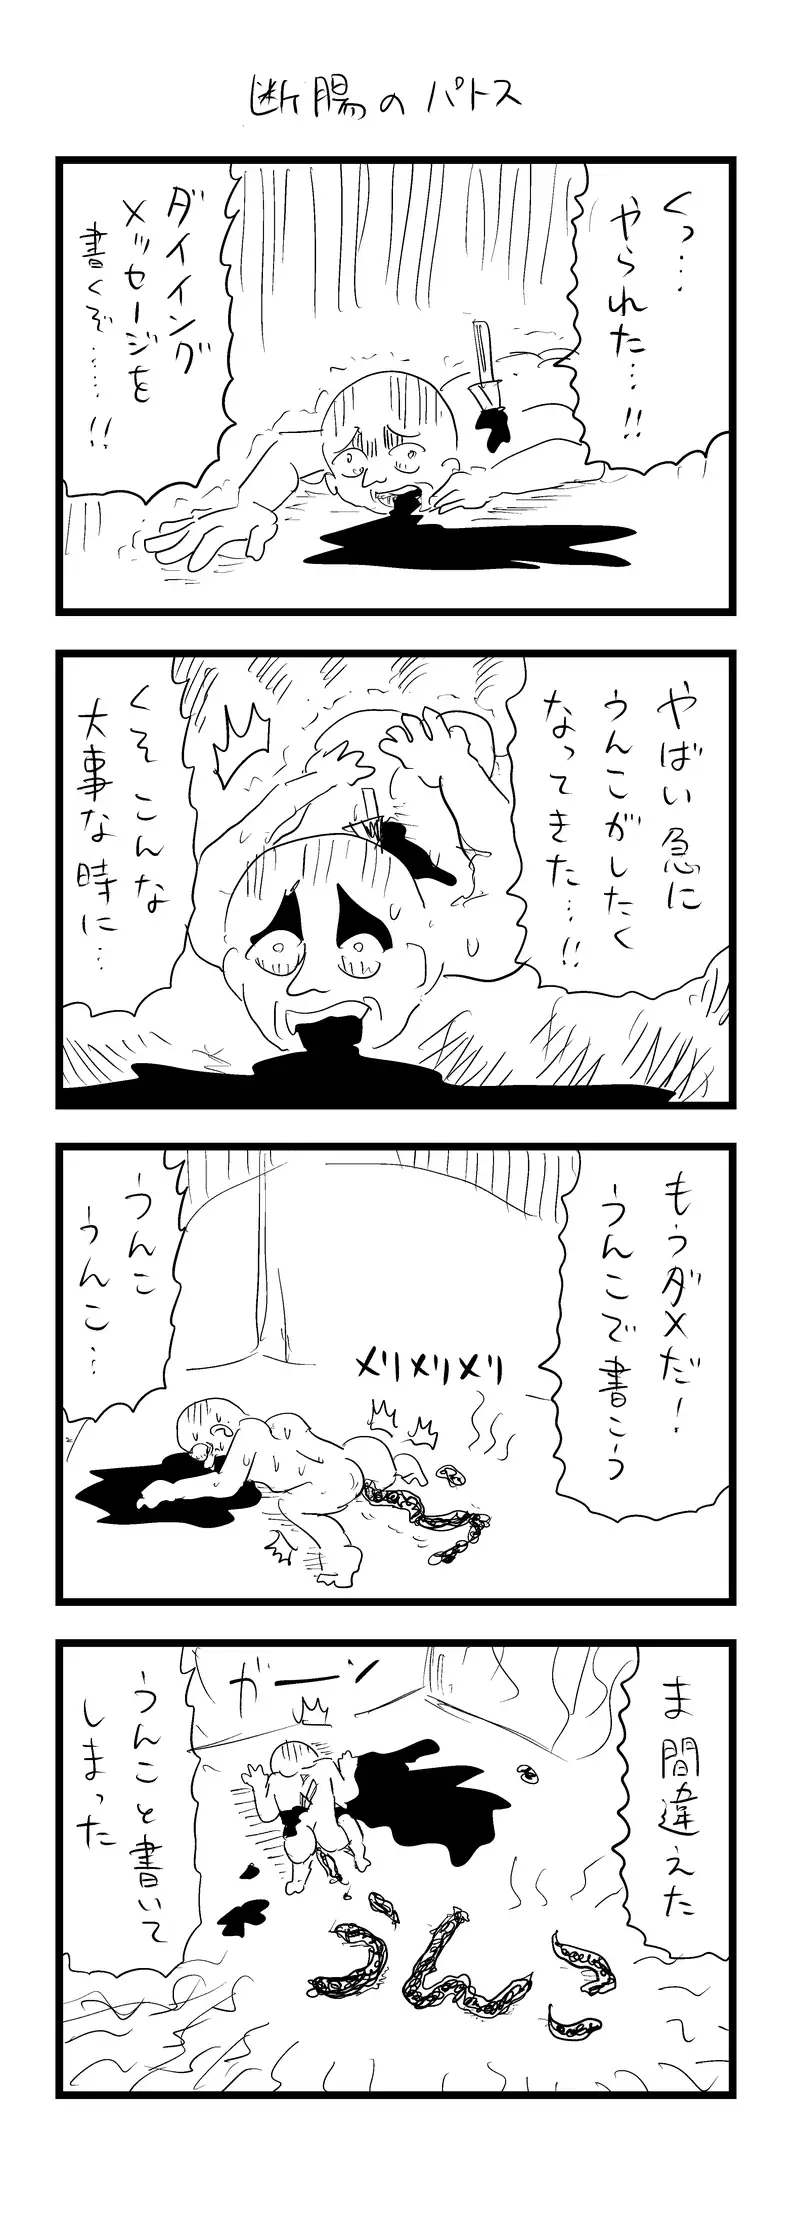 断腸のパトス
くっ…
やられた…!!
ダイイング
メッセージを
書くぞ……!!
やばい急に
うんこがしたく
なってきた…!!
くそこんな
大事な時に…
もうダメだ!
うんこで書こう
メリメリメリ
うんこ
うんこ…
ま間違えた
ガーン
うんこと書いて
しまった
うんこ